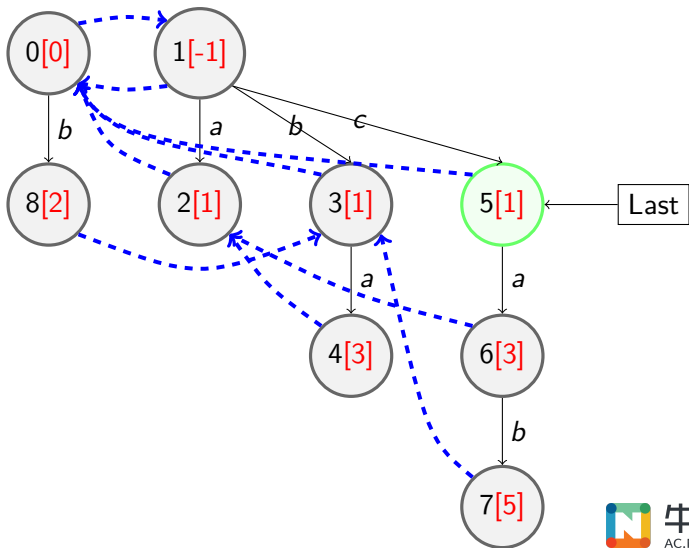 0[0] 1[-1]
b a b c
8[2] 2[1] 3[1] 5[1] Last
a a
4[3] 6[3]
b
7[5]
牛